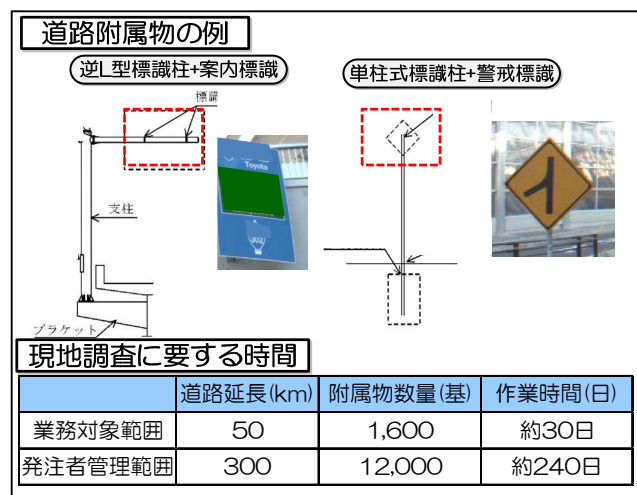 道路附属物の例
逆L型標識柱+案内標識
単柱式標識柱+警戒標識
標識
Toyota
支柱
ブラケット
現地調査に要する時間
道路延長(km) 附属物数量(基) 作業時間(日)
業務対象範囲 50 1,600 約30日
発注者管理範囲 300 12,000 約240日